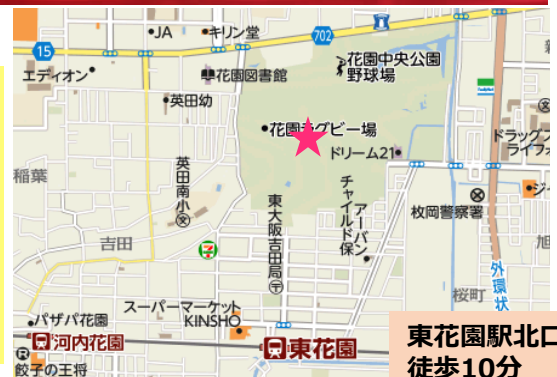 JA
キリン堂
15
702
エディオン
花園図書館
花園中央公園
野球場
英田幼
花園ラグビー場
ドリーム21
ドラッグス
ライフォ
稲葉
英田南小
文
東大阪吉田局
アーバン
チャイルド保
枚岡警察署
ジ
旭
吉田
7
外環状
桜町
スーパーマーケット
KINSHO
パザパ花園
河内花園
東花園
東花園駅北口
徒歩10分
R
餃子の王将